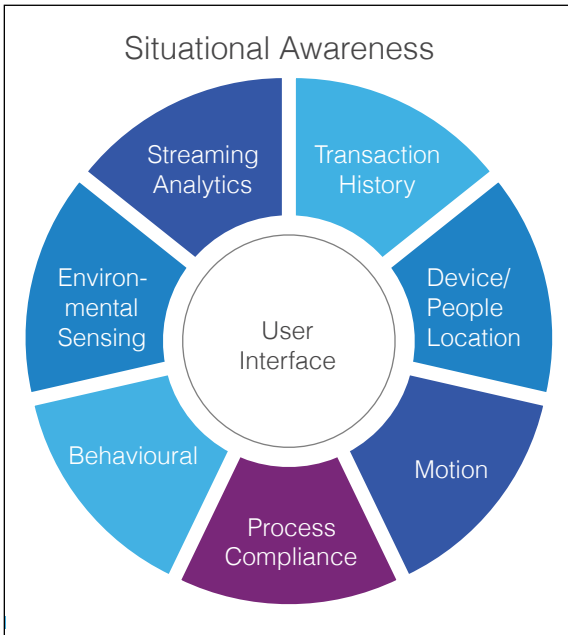 Situational Awareness
Streaming
Analytics
Transaction
History
Environ-
mental
Sensing
Device/
People
Location
User
Interface
Behavioural
Motion
Process
Compliance